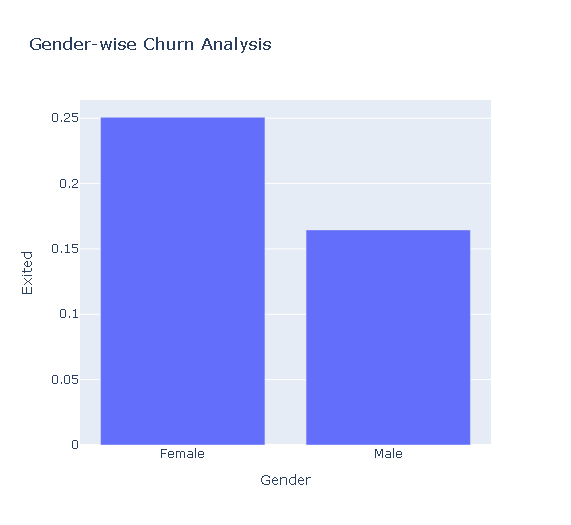 Gender-wise Churn Analysis
0.25
0.2
0.15
0.1
0.05
0
Exited
Female
Male
Gender